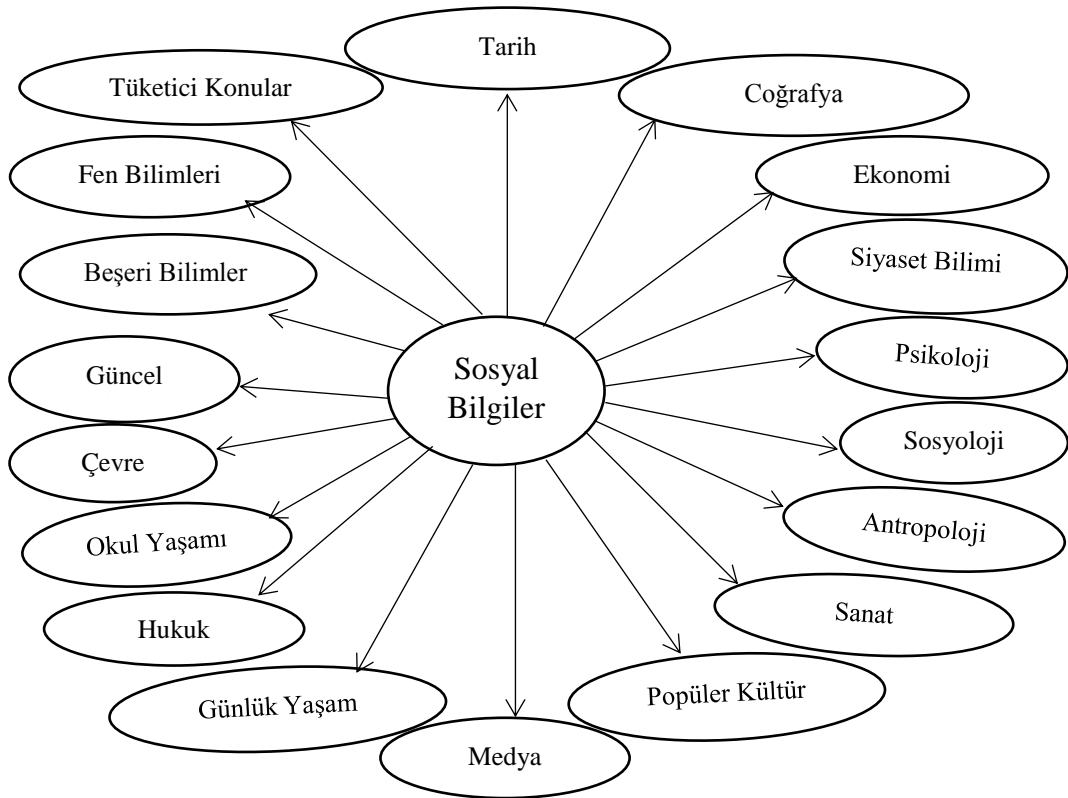 Tarih
Tüketici Konular
Coğrafya
Fen Bilimleri
Ekonomi
Beşeri Bilimler
Siyaset Bilimi
Sosyal
Bilgiler
Güncel
Psikoloji
Çevre
Sosyoloji
Okul Yaşamı
Antropoloji
Hukuk
Sanat
Günlük Yaşam
Popüler Kültür
Medya